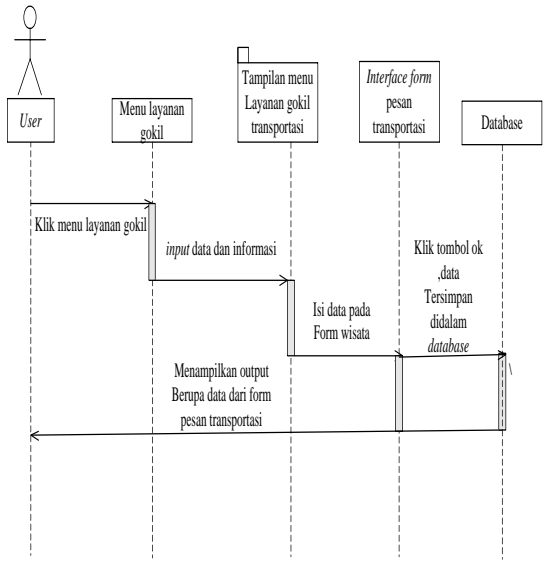 User
Menu layanan
gokil
Tampilan menu
Layanan gokil
transportasi
Interface form
pesan
transportasi
Database
Klik menu layanan gokil
input data dan informasi
Isi data pada
Form wisata
Klik tombol ok
,data
Tersimpan
didalam
database
\
Menampilkan output
Berupa data dari form
pesan transportasi